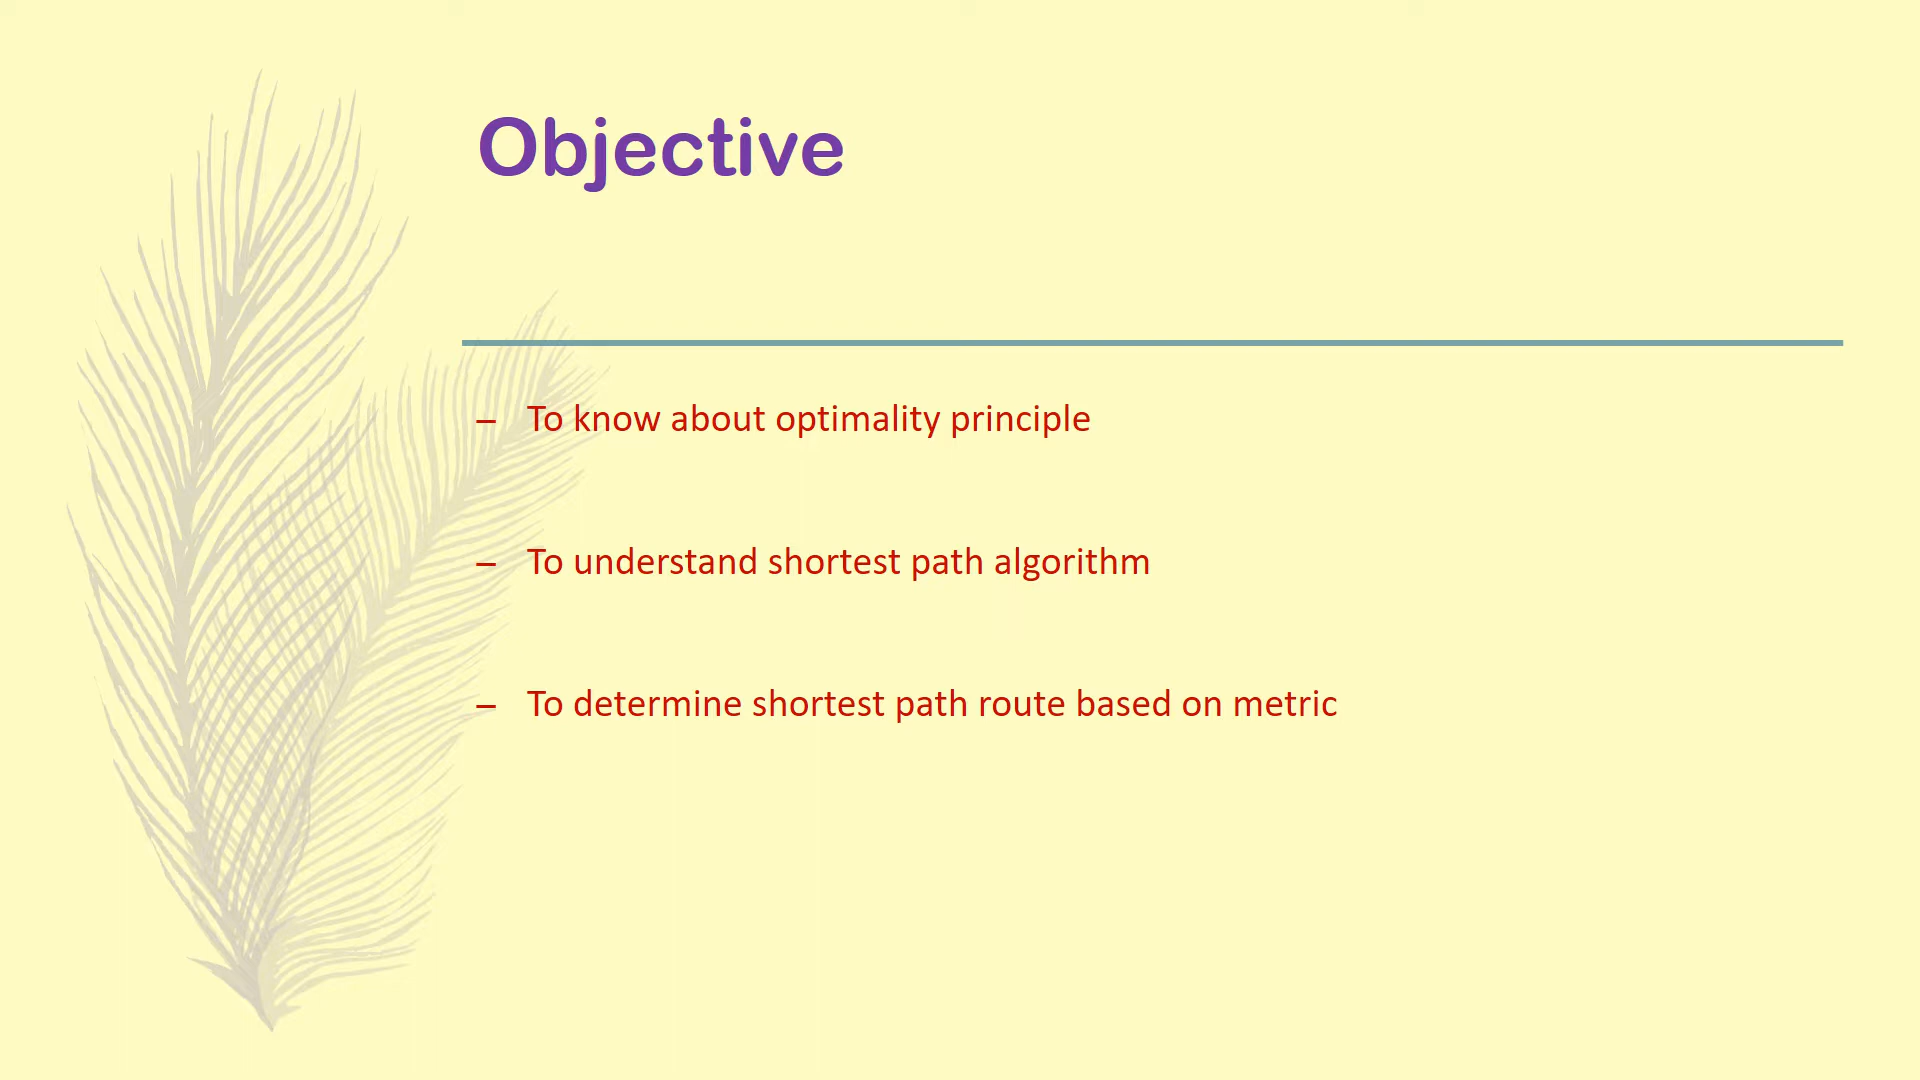 Objective
– To know about optimality principle
– To understand shortest path algorithm
– To determine shortest path route based on metric